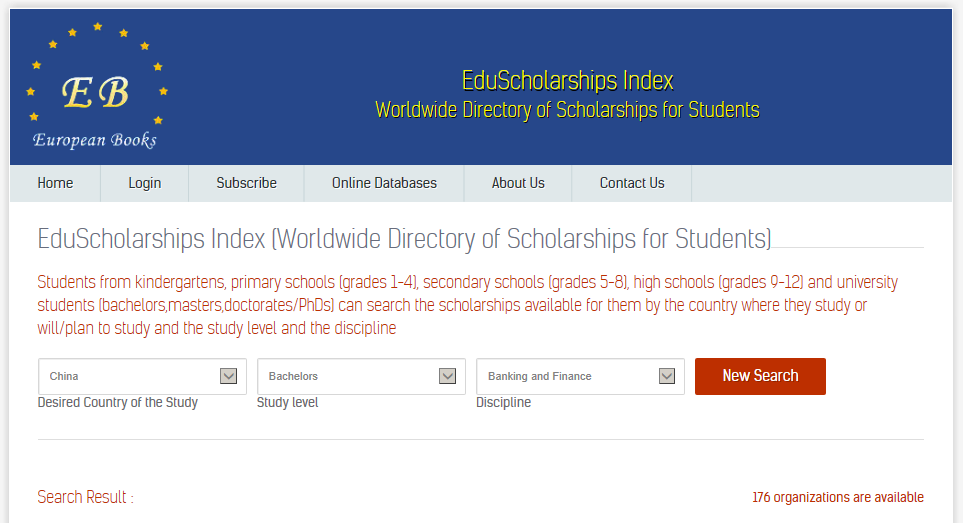 EB
European Books
EduScholarships Index
Worldwide Directory of Scholarships for Students
Home Login Subscribe Online Databases About Us Contact Us
EduScholarships Index (Worldwide Directory of Scholarships for Students)
Students from kindergartens, primary schools (grades 1-4), secondary schools (grades 5-8), high schools (grades 9-12) and university
students (bachelors,masters,doctorates/PhDs) can search the scholarships available for them by the country where they study or
will/plan to study and the study level and the discipline
China Bachelors Banking and Finance New Search
Desired Country of the Study Study level Discipline
Search Result : 176 organizations are available